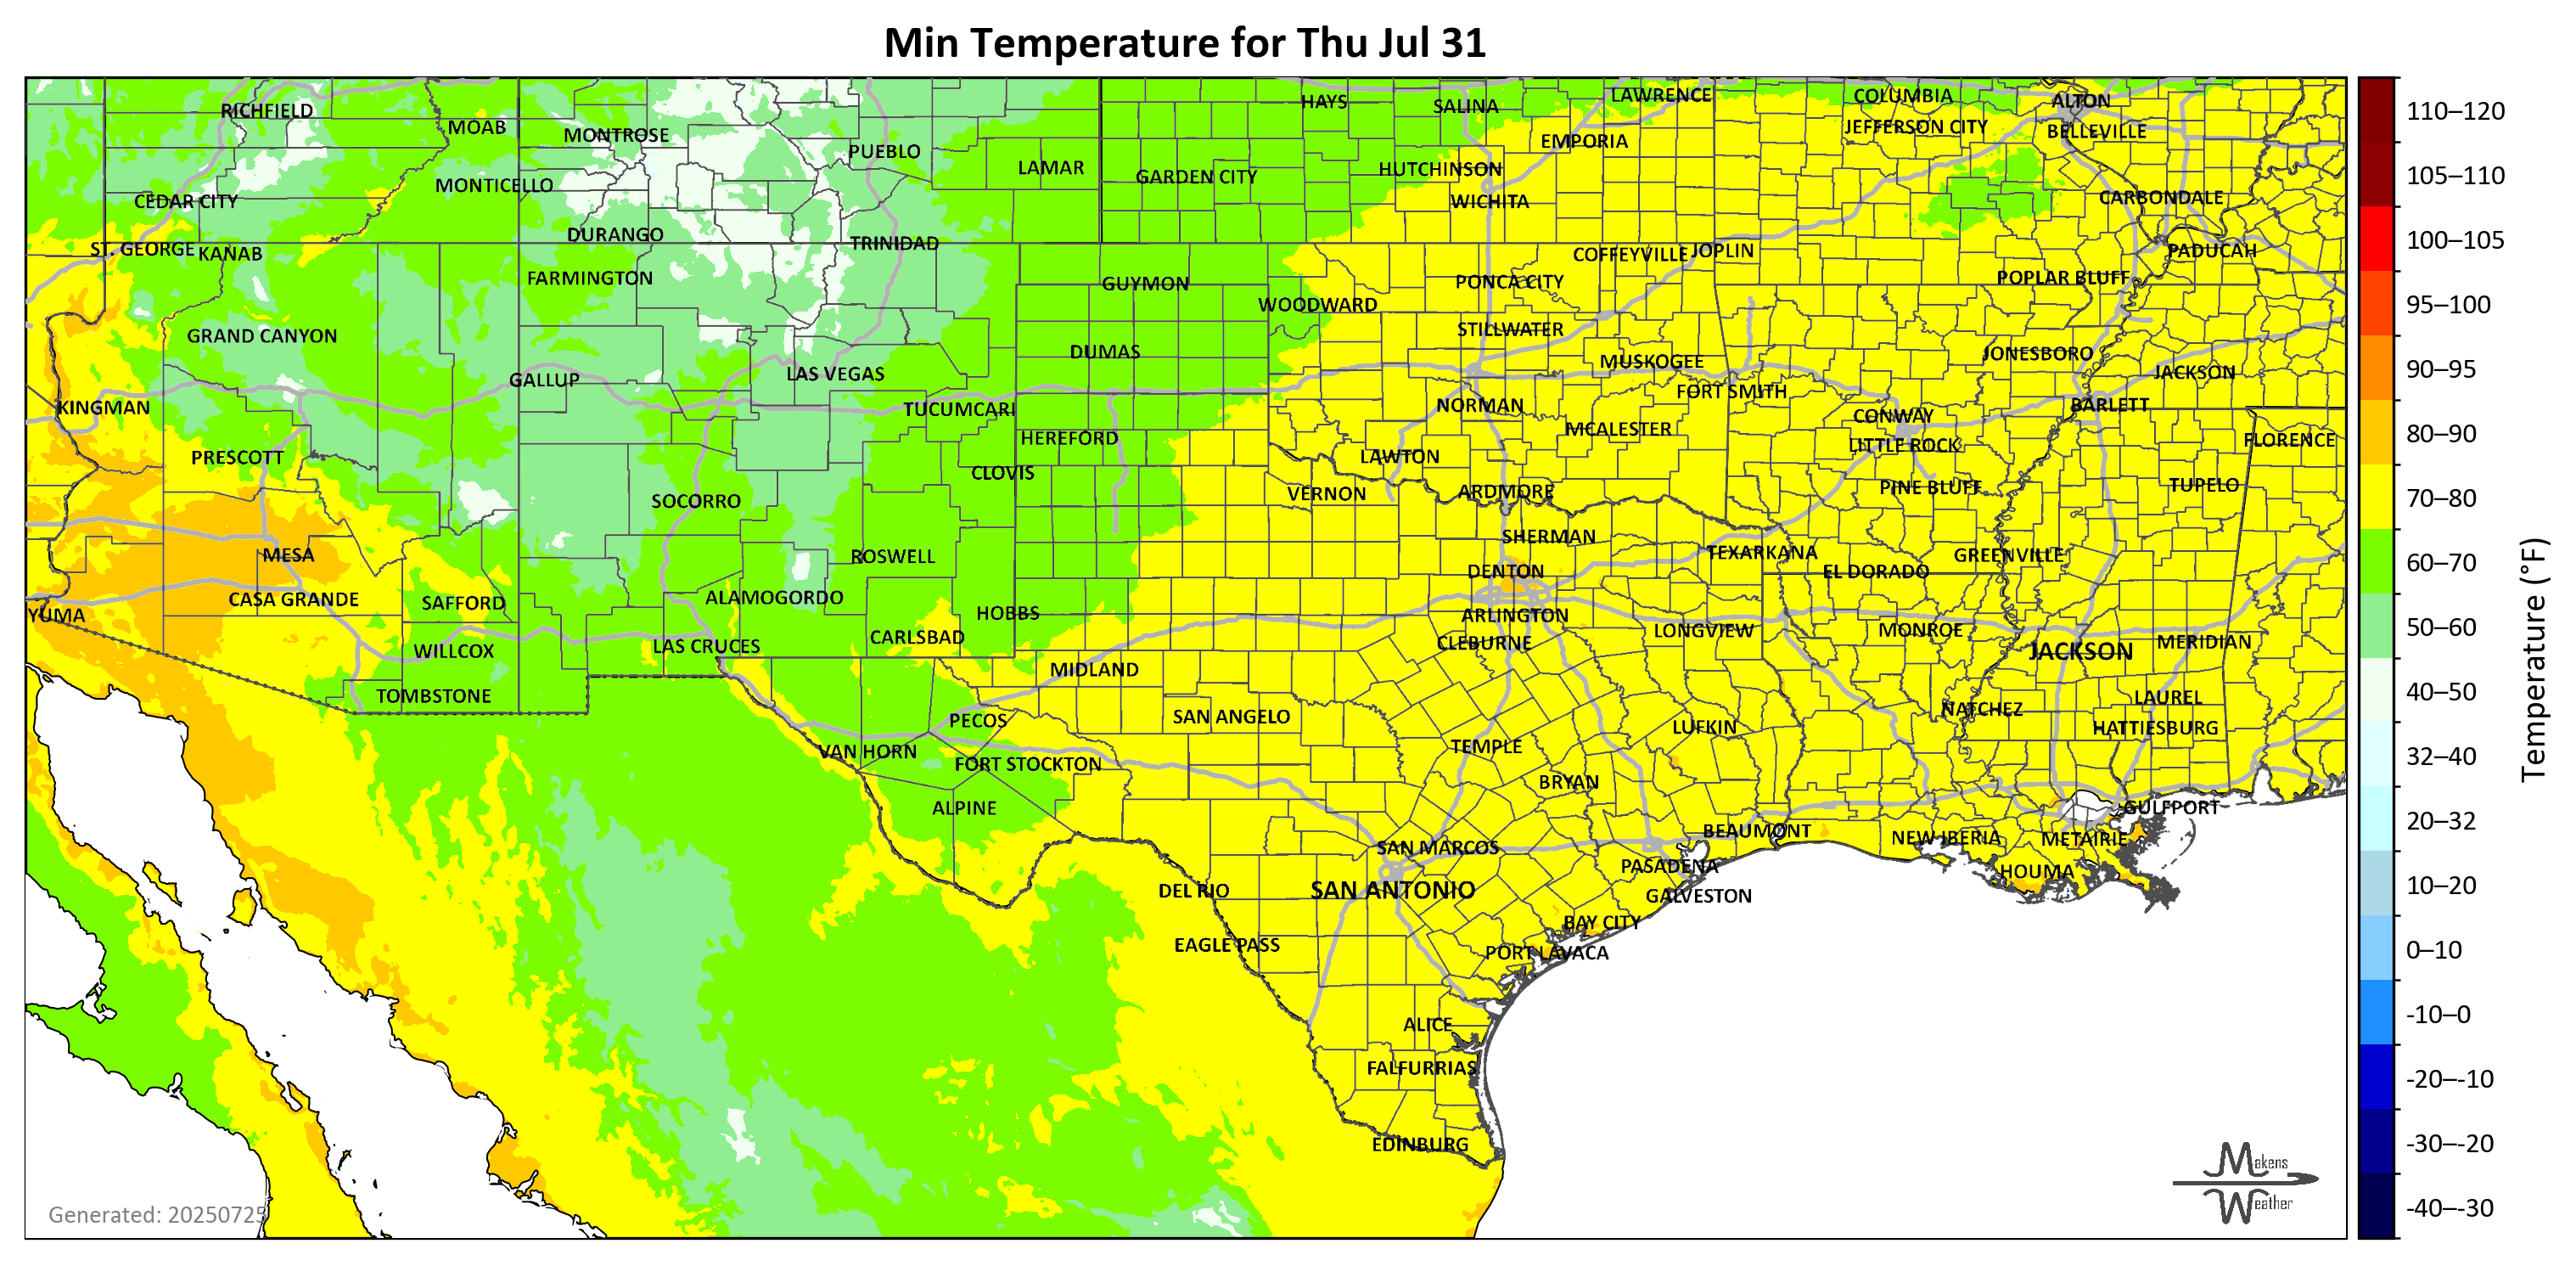 Min Temperature for Thu Jul 31
RICHFIELD
MOAB
MONTROSE
PUEBLO
LAMAR
HAYS
SALINA
LAWRENCE
COLUMBIA
ALTON
EMPORIA
JEFFERSON CITY
BELLEVILLE
CEDAR CITY
MONTICELLO
GARDEN CITY
HUTCHINSON
WICHITA
CARBONDALE
ST. GEORGE
KANAB
DURANGO
TRINIDAD
COFFEYVILLE
JOPLIN
PADUCAH
FARMINGTON
GUYMON
WOODWARD
PONCA CITY
POPLAR BLUFF
GRAND CANYON
DUMAS
STILLWATER
MUSKOGEE
JONESBORO
GALLUP
LAS VEGAS
FORT SMITH
JACKSON
KINGMAN
TUCUMCARI
NORMAN
CONWAY
BARLETT
HEREFORD
MCALESTER
LITTLE ROCK
FLORENCE
PRESCOTT
CLOVIS
LAWTON
SOCORRO
VERNON
ARDMORE
PINE BLUFF
TUPELO
MESA
ROSWELL
SHERMAN
TEXARKANA
GREENVILLE
CASA GRANDE
SAFFORD
ALAMOGORDO
DENTON
EL DORADO
YUMA
HOBBS
ARLINGTON
WILLCOX
LAS CRUCES
CARLSBAD
CLEBURNE
LONGVIEW
MONROE
JACKSON
MERIDIAN
TOMBSTONE
MIDLAND
PECOS
SAN ANGELO
LUFKIN
NATCHEZ
LAUREL
HATTIESBURG
VAN HORN
FORT STOCKTON
TEMPLE
BRYAN
ALPINE
GULFPORT
SAN MARCOS
BEAUMONT
NEW IBERIA
METAIRIE
DEL RIO
SAN ANTONIO
PASADENA
GALVESTON
HOUMA
EAGLE PASS
BAY CITY
PORT LAVACA
ALICE
FALFURRIAS
EDINBURG
Generated: 20250725
Makens
Weather
110–120
105–110
100–105
95–100
90–95
80–90
70–80
60–70
50–60
40–50
32–40
20–32
10–20
0–10
-10–0
-20–-10
-30–-20
-40–-30
Temperature (°F)